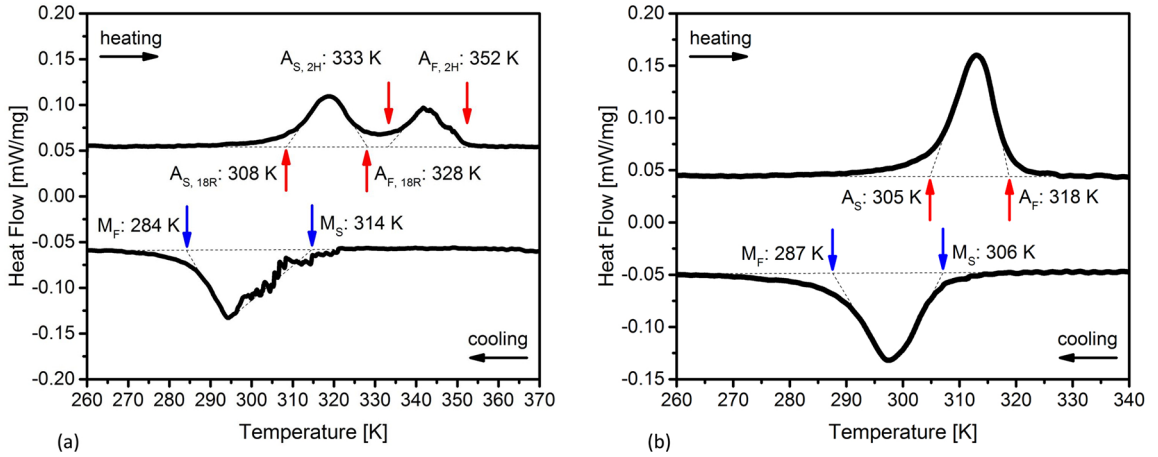 heating
A_S, 2H: 333 K
A_F, 2H: 352 K
A_S, 18R: 308 K
A_F, 18R: 328 K
M_F: 284 K
M_S: 314 K
cooling
0.20
0.15
0.10
0.05
0.00
-0.05
-0.10
-0.15
-0.20
Heat Flow [mW/mg]
260 270 280 290 300 310 320 330 340 350 360 370
Temperature [K]
(a)
heating
A_S: 305 K
A_F: 318 K
M_F: 287 K
M_S: 306 K
cooling
0.20
0.15
0.10
0.05
0.00
-0.05
-0.10
-0.15
Heat Flow [mW/mg]
260 270 280 290 300 310 320 330 340
Temperature [K]
(b)